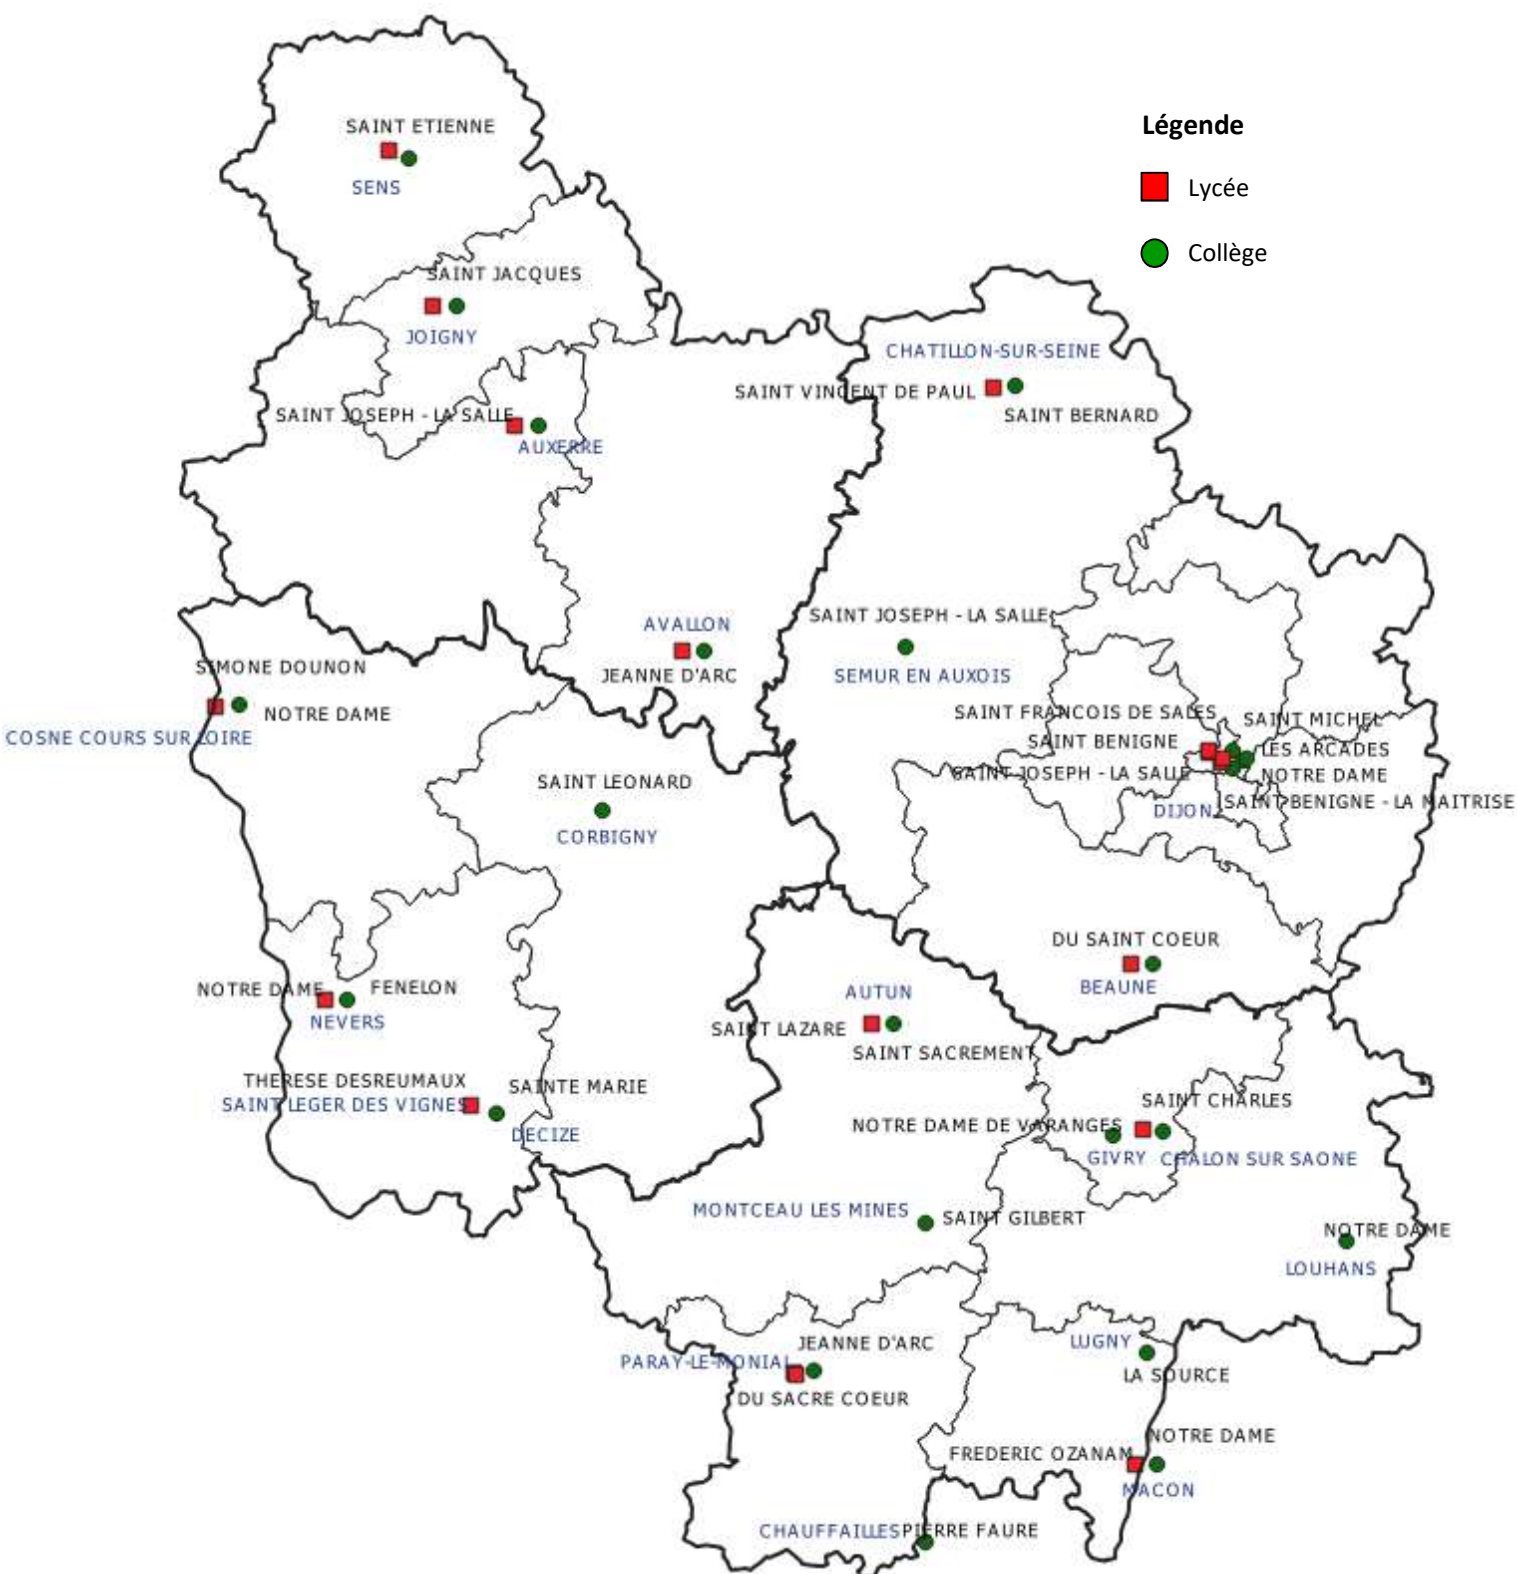 SAINT ETIENNE
SENS
Légende
Lycée
Collège
SAINT JACQUES
JOIGNY
CHATILLON-SUR-SEINE
SAINT VINCENT DE PAUL
SAINT BERNARD
SAINT JOSEPH - LA SALLE
AUXERRE
AVALLON
JEANNE D'ARC
SAINT JOSEPH - LA SALLE
SEMUR EN AUXOIS
SIMONE DOUNON
NOTRE DAME
COSNE COURS SUR LOIRE
SAINT FRANCOIS DE SALES
SAINT MICHEL
SAINT BENIGNE
LES ARCADES
SAINT JOSEPH - LA SALLE
NOTRE DAME
SAINT BENIGNE - LA MAITRISE
DIJON
SAINT LEONARD
CORBIGNY
DU SAINT COEUR
BEAUNE
NOTRE DAME
FENELON
NEVERS
AUTUN
SAINT LAZARE
SAINT SACREMENT
THERESE DESREUMAUX
SAINTE MARIE
SAINT LEGER DES VIGNES
DECIZE
SAINT CHARLES
NOTRE DAME DE VARANGES
GIVRY
CHALON SUR SAONE
MONTCEAU LES MINES
SAINT GILBERT
NOTRE DAME
LOUHANS
JEANNE D'ARC
LUGNY
PARAY-LE-MONIAL
LA SOURCE
DU SACRE COEUR
NOTRE DAME
FREDERIC OZANAM
MACON
CHAUFFAILLES
PIERRE FAURE